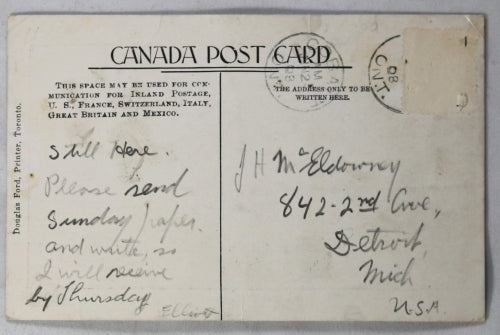 CANADA POST CARD
THIS SPACE MAY BE USED FOR COM-
MUNICATION FOR INLAND POSTAGE,
U. S., FRANCE, SWITZERLAND, ITALY,
GREAT BRITAIN AND MEXICO.
THE ADDRESS ONLY TO BE
WRITTEN HERE.
Douglas Ford, Printer, Toronto.
Still Here.
Please send
Sunday paper.
and write, so
I will receive
by Thursday
Elliott
J H McEldowney
842-2nd Ave,
Detroit,
Mich
U.S.A.
08
ONT.